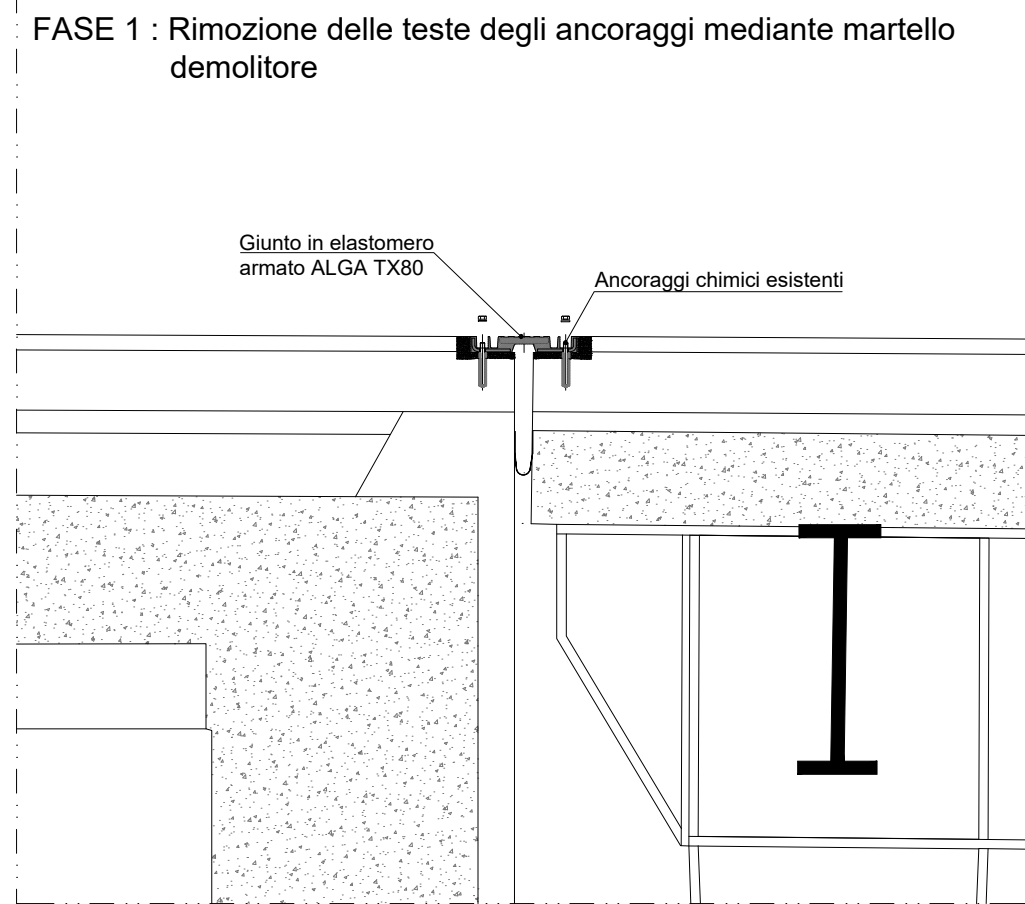 FASE 1 : Rimozione delle teste degli ancoraggi mediante martello
demolitore
Giunto in elastomero
armato ALGA TX80
Ancoraggi chimici esistenti